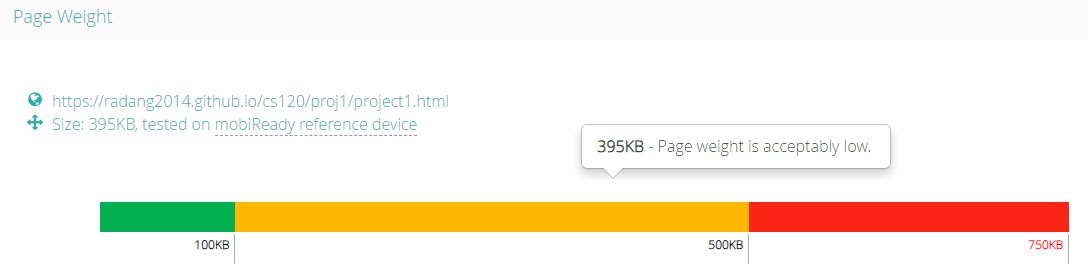 Page Weight
https://radang2014.github.io/cs120/proj1/project1.html
Size: 395KB, tested on mobiReady reference device
395KB - Page weight is acceptably low.
100KB 500KB 750KB